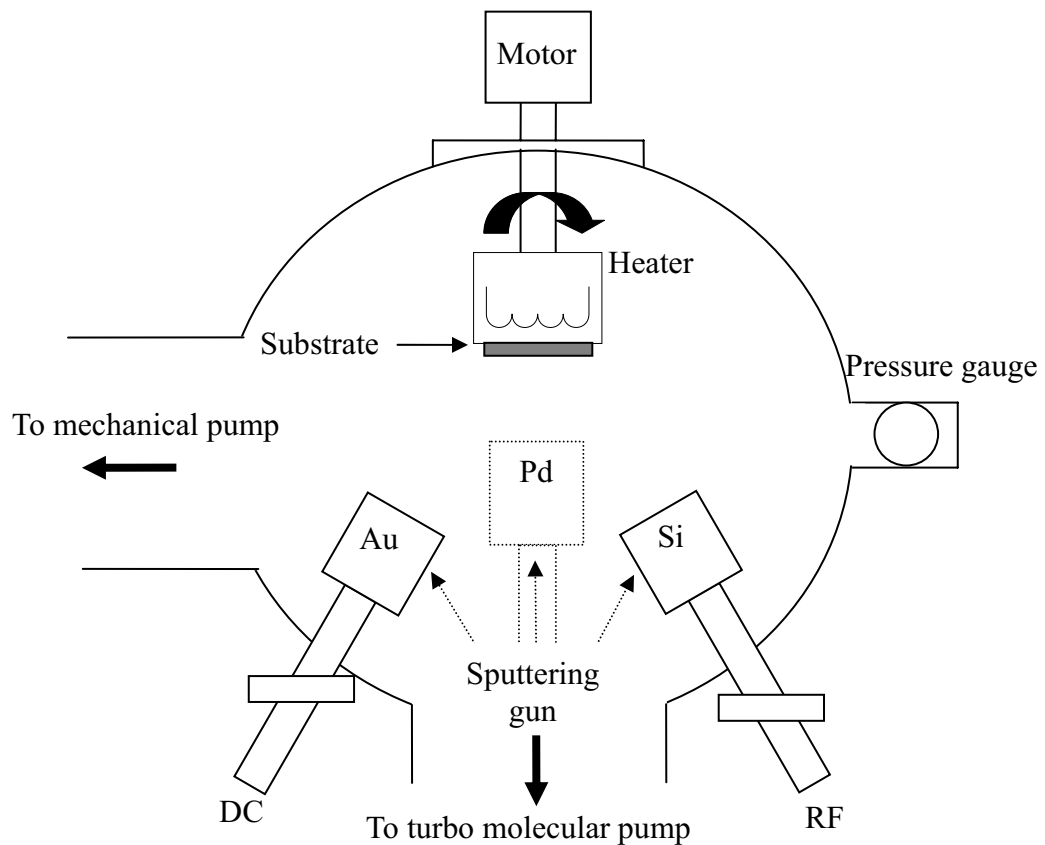 Motor
Heater
Substrate
Pressure gauge
To mechanical pump
Pd
Au
Si
Sputtering
gun
DC
RF
To turbo molecular pump